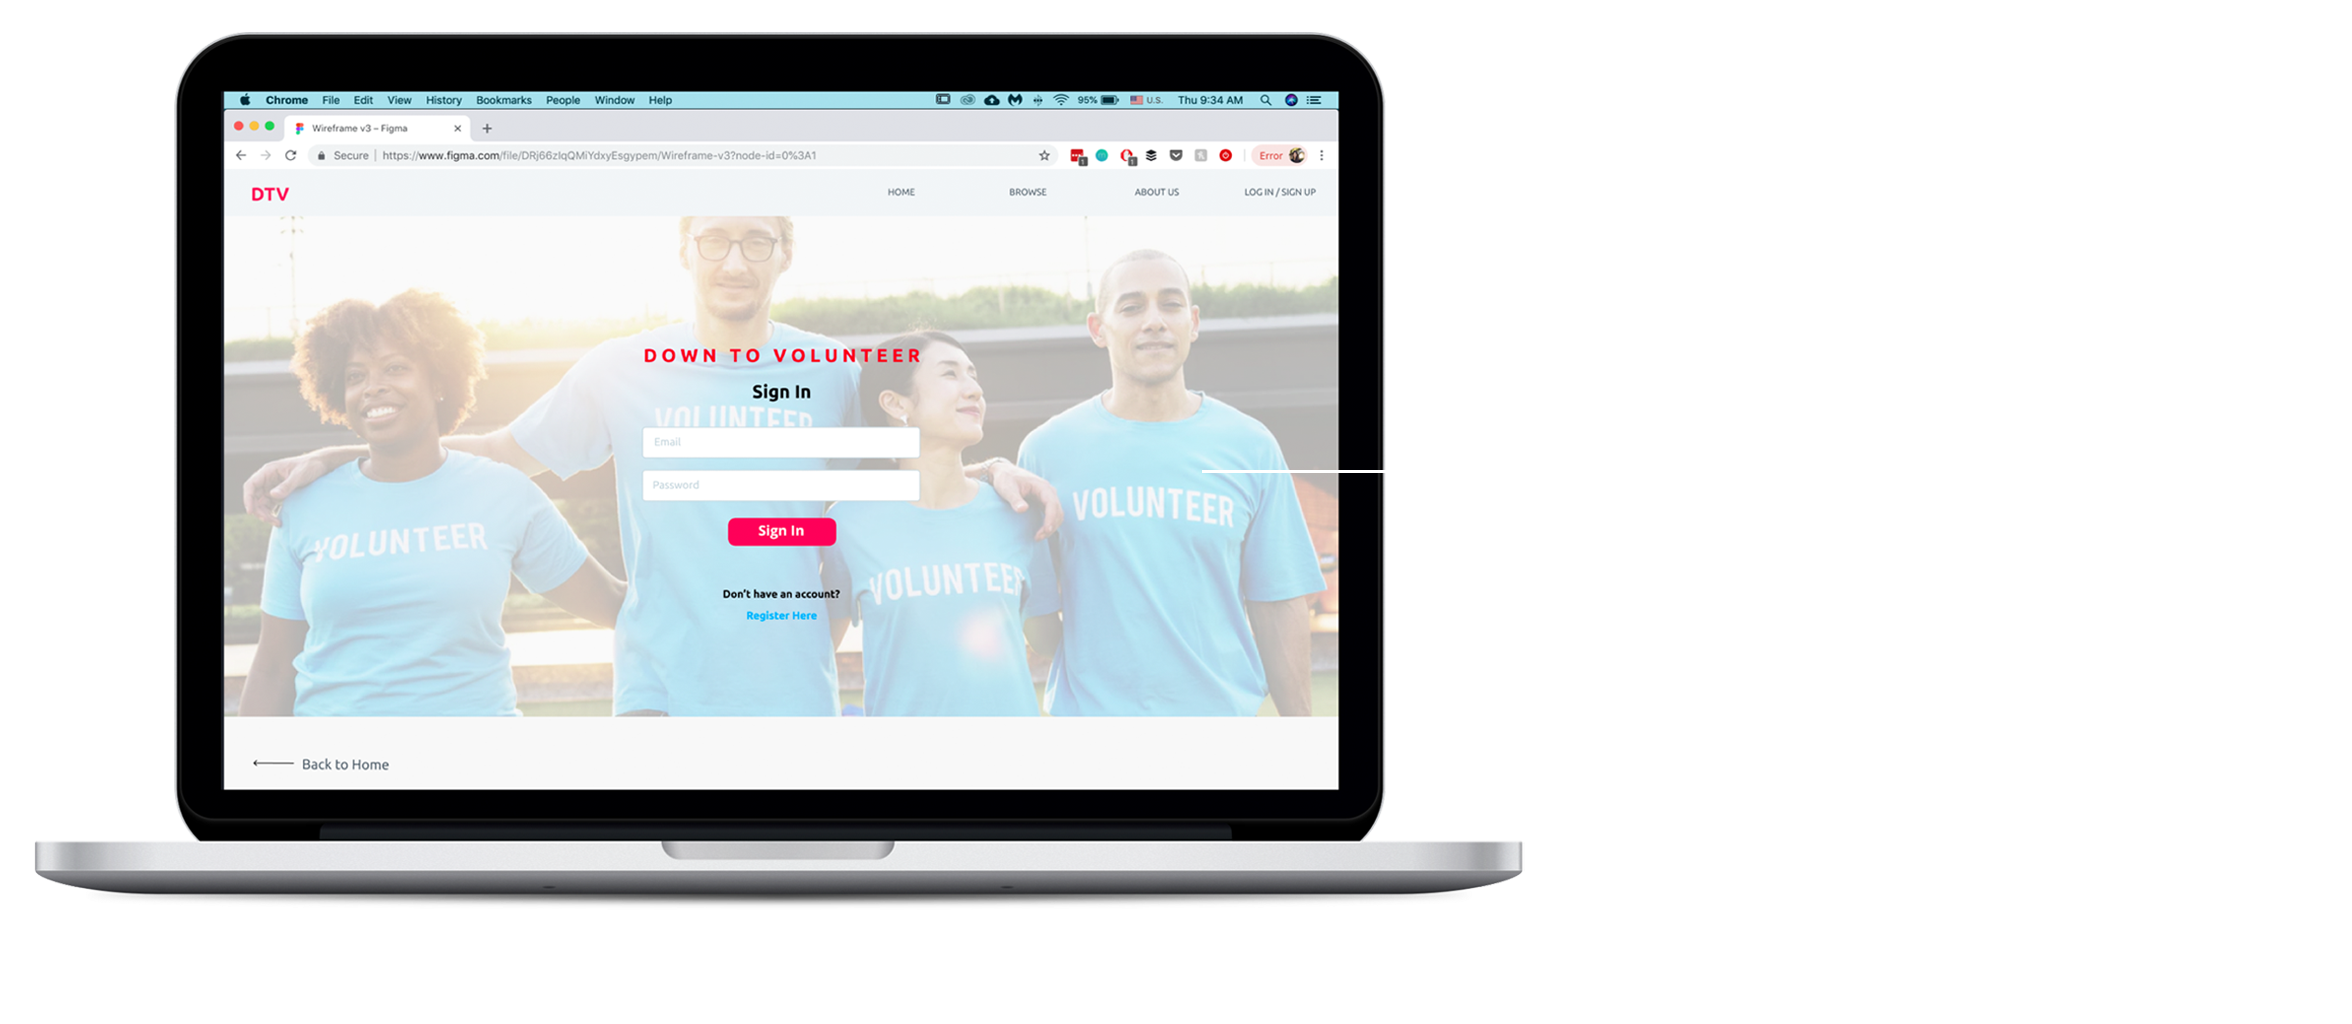 Chrome File Edit View History Bookmarks People Window Help 95% U.S. Thu 9:34 AM
Wireframe v3 – Figma
Secure https://www.figma.com/file/DRj66zIqQMiYdxyEsgypem/Wireframe-v3?node-id=0%3A1 1 1 Error
DTV HOME BROWSE ABOUT US LOG IN / SIGN UP
DOWN TO VOLUNTEER
Sign In
VOLUNTEER
Email
Password
VOLUNTEER
Sign In
VOLUNTEER
VOLUNTEER
Don't have an account?
Register Here
Back to Home